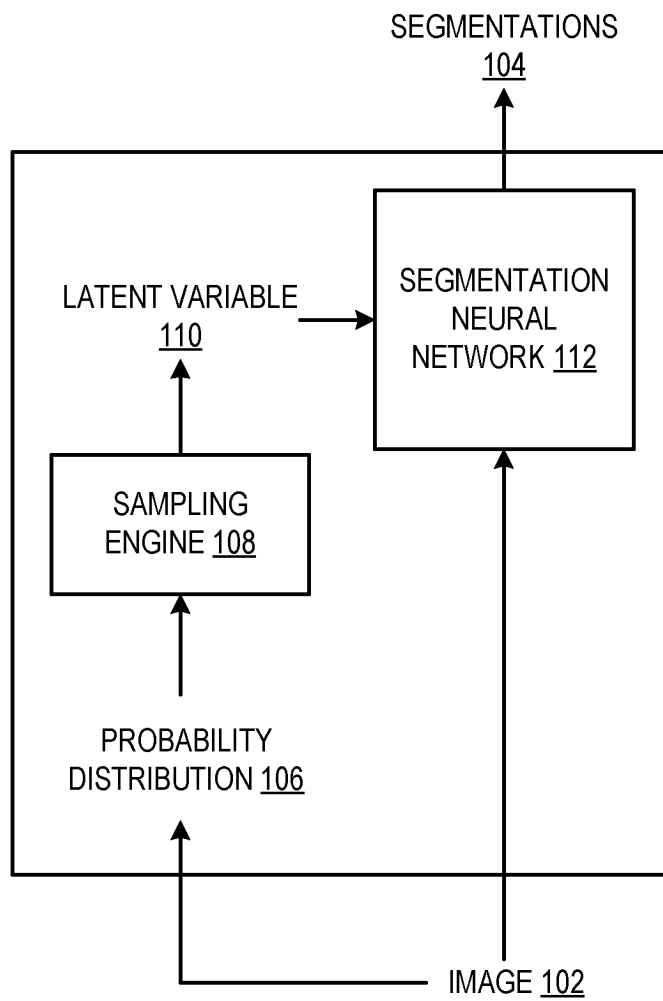 SEGMENTATIONS
104
LATENT VARIABLE
110
SEGMENTATION
NEURAL
NETWORK 112
SAMPLING
ENGINE 108
PROBABILITY
DISTRIBUTION 106
IMAGE 102